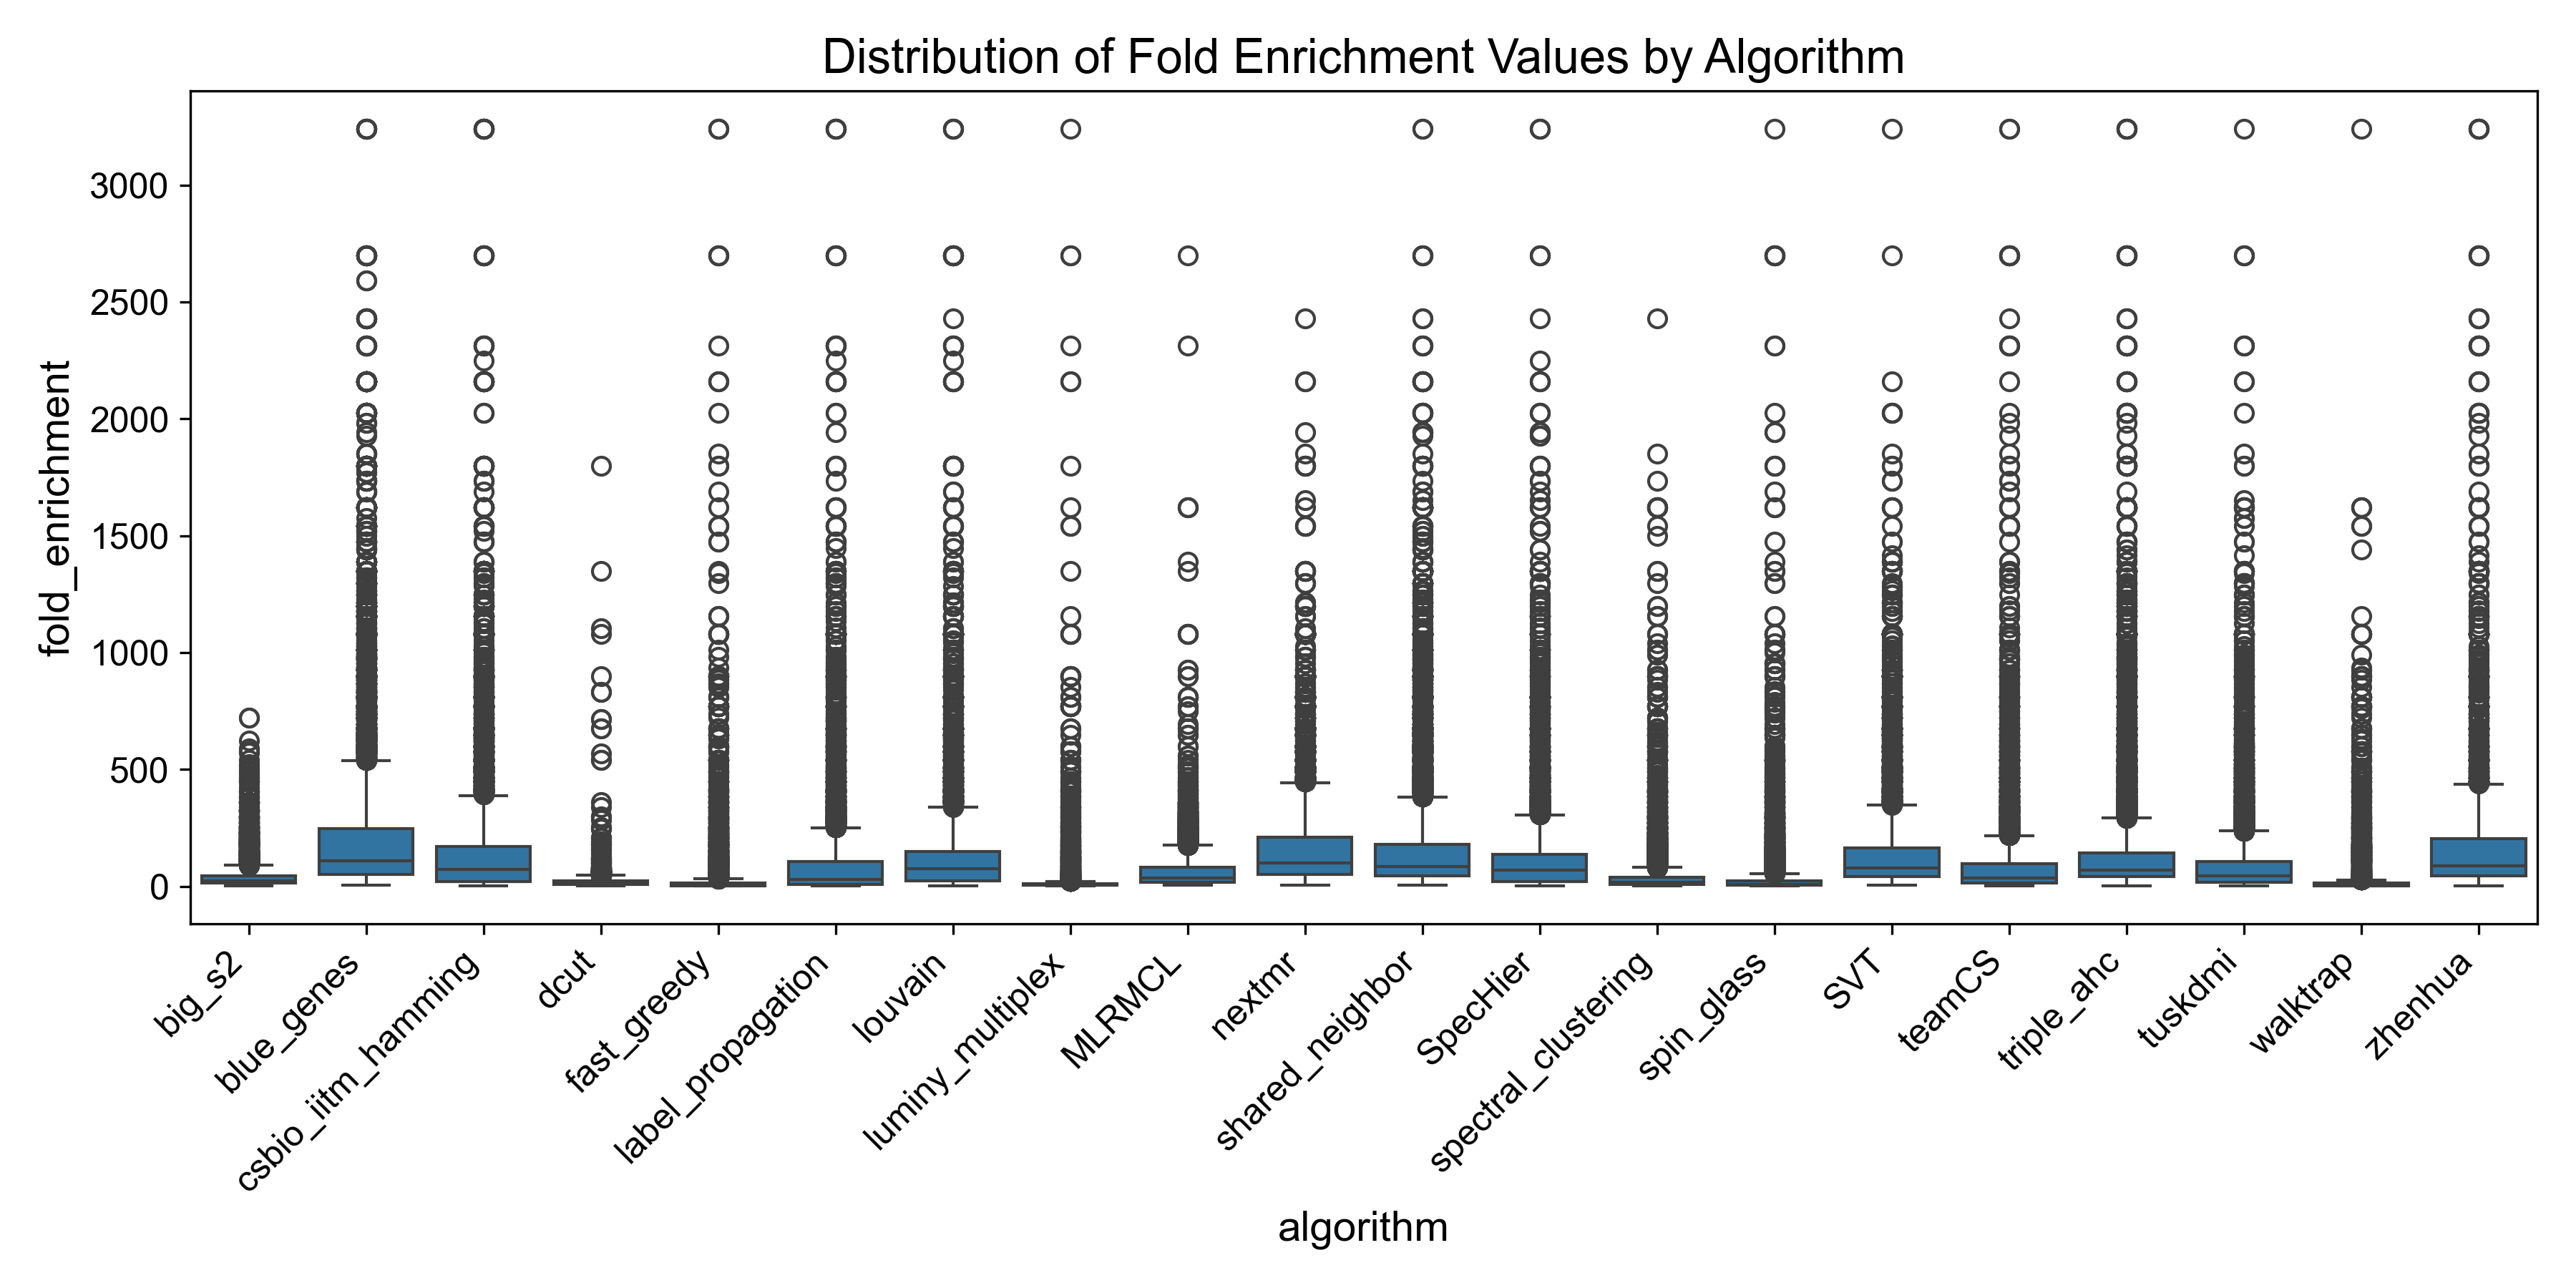 Distribution of Fold Enrichment Values by Algorithm
fold_enrichment
3000
2500
2000
1500
1000
500
0
big_s2
blue_genes
csbio_iitm_hamming
dcut
fast_greedy
label_propagation
louvain
luminy_multiplex
MLRMCL
nextmr
shared_neighbor
SpecHier
spectral_clustering
spin_glass
SVT
teamCS
triple_ahc
tuskdmi
walktrap
zhenhua
algorithm